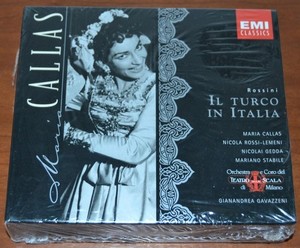 Maria CALLAS
EMI
CLASSICS
Rossini
IL TURCO
IN ITALIA
MARIA CALLAS
NICOLA ROSSI-LEMENI
NICOLAI GEDDA
MARIANO STABILE
Orchestra e Coro del
TEATRO ALLA SCALA
di Milano
GIANANDREA GAVAZZENI